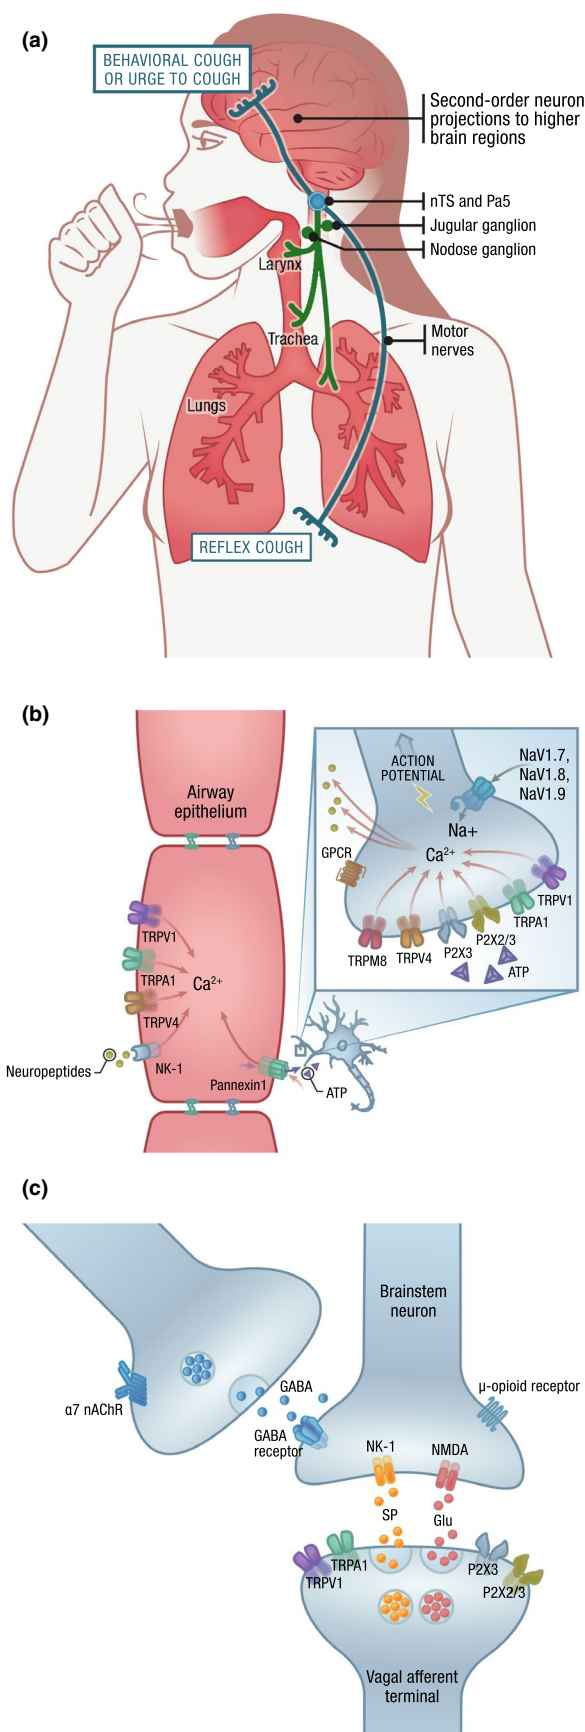 (a)
BEHAVIORAL COUGH
OR URGE TO COUGH
Second-order neuron
projections to higher
brain regions
nTS and Pa5
Jugular ganglion
Nodose ganglion
Larynx
Trachea
Motor
nerves
Lungs
REFLEX COUGH
(b)
Airway
epithelium
TRPV1
TRPA1
Ca2+
TRPV4
NK-1
Neuropeptides
Pannexin1
ATP
ACTION
POTENTIAL
NaV1.7,
NaV1.8,
NaV1.9
Na+
Ca2+
GPCR
TRPV1
TRPA1
P2X2/3
P2X3
TRPV4
TRPM8
ATP
(c)
Brainstem
neuron
α7 nAChR
GABA
GABA
receptor
μ-opioid receptor
NK-1
NMDA
SP
Glu
TRPV1
TRPA1
P2X3
P2X2/3
Vagal afferent
terminal